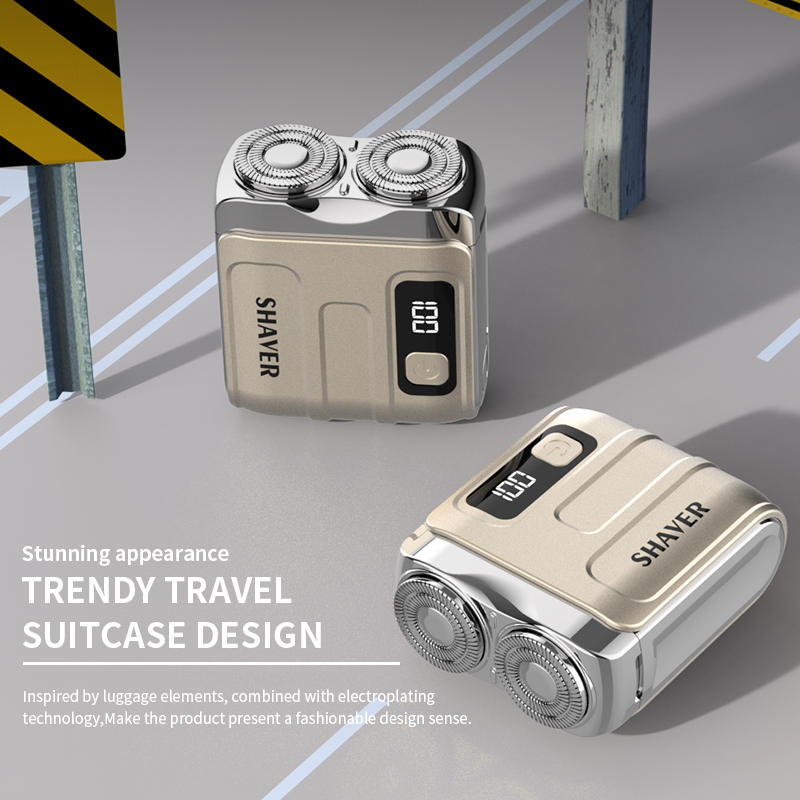 SHAVER
100
100
SHAVER
Stunning appearance
TRENDY TRAVEL
SUITCASE DESIGN
Inspired by luggage elements, combined with electroplating
technology,Make the product present a fashionable design sense.